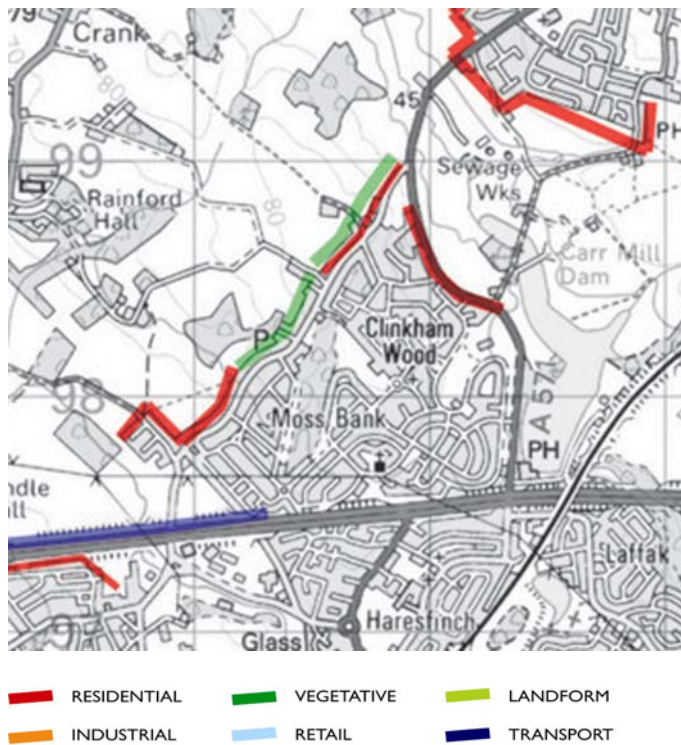 Crank
80
45
PH
99
Sewage
Wks
Rainford
Hall
80
Carr Mill
Dam
P
Clinkham
Wood
98
Moss Bank
A 571
PH
ndle
all
Laffak
Haresfinch
Glass
RESIDENTIAL
VEGETATIVE
LANDFORM
INDUSTRIAL
RETAIL
TRANSPORT